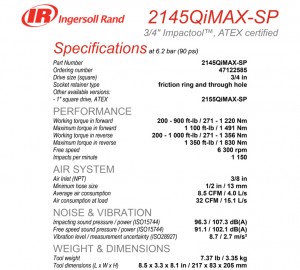 IR Ingersoll Rand
2145QiMAX-SP
3/4" Impactool™, ATEX certified
Specifications at 6.2 bar (90 psi)
Part Number 2145QiMAX-SP
Ordering number 47122585
Drive size (square) 3/4 in
Socket retainer type friction ring and through hole
Other available versions:
- 1" square drive, ATEX 2155QiMAX-SP
PERFORMANCE
Working torque in forward 200 - 900 ft-lb / 271 - 1 220 Nm
Maximum torque in forward 1 100 ft-lb / 1 491 Nm
Working torque in reverse 200 - 1 000 ft-lb / 271 - 1 356 Nm
Maximum torque in reverse 1 350 ft-lb / 1 830 Nm
Free speed 6 300 rpm
Impacts per minute 1 150
AIR SYSTEM
Air inlet (NPT) 3/8 in
Minimum hose size 1/2 in / 13 mm
Average air consumption 8.5 CFM / 4.0 L/s
Air consumption at load 32 CFM / 15.1 L/s
NOISE & VIBRATION
Impacting sound pressure / power (ISO15744) 96.3 / 107.3 dB(A)
Free speed sound pressure / power (ISO15744) 91.1 / 102.1 dB(A)
Vibration level / measurement uncertainty (ISO28927) 8.7 / 2.7 m/s²
WEIGHT & DIMENSIONS
Tool weight 7.37 lb / 3.35 kg
Tool dimensions (L x W x H) 8.5 x 3.3 x 8.1 in / 217 x 83 x 206 mm